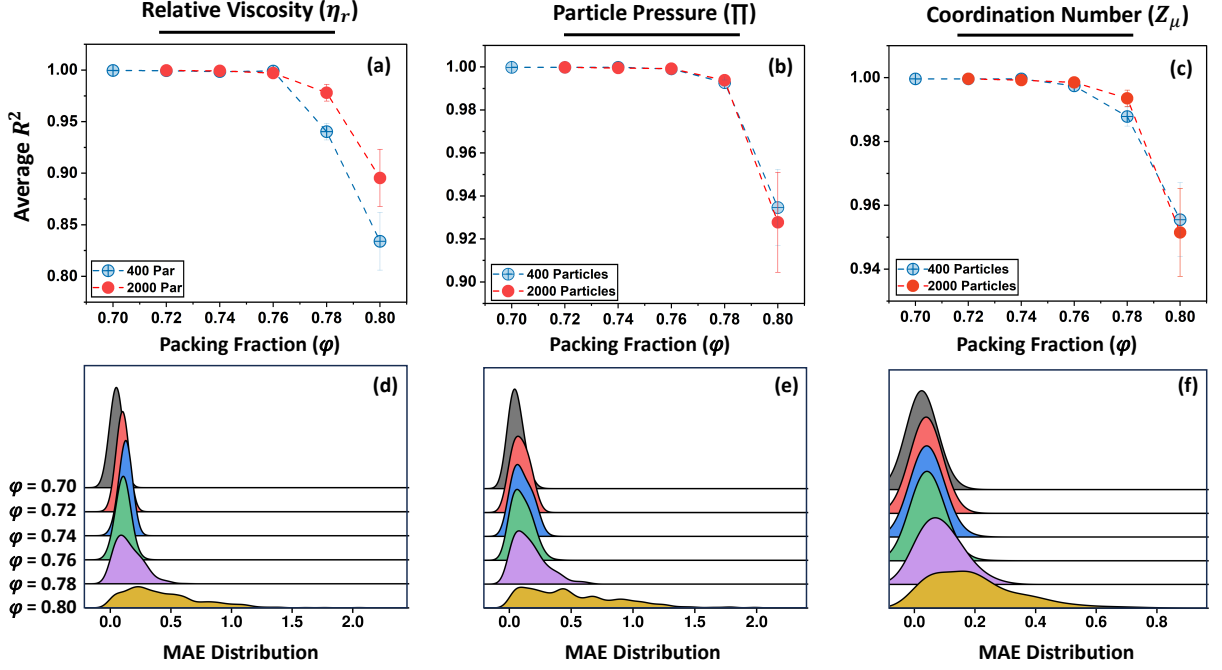 Relative Viscosity (η_r)
Particle Pressure (∏)
Coordination Number (Z_μ)
Average R²
(a)
1.00
0.95
0.90
0.85
0.80
400 Par
2000 Par
0.70 0.72 0.74 0.76 0.78 0.80
Packing Fraction (φ)
(b)
1.00
0.98
0.96
0.94
0.92
0.90
400 Particles
2000 Particles
0.70 0.72 0.74 0.76 0.78 0.80
Packing Fraction (φ)
(c)
1.00
0.98
0.96
0.94
400 Particles
2000 Particles
0.70 0.72 0.74 0.76 0.78 0.80
Packing Fraction (φ)
(d)
φ = 0.70
φ = 0.72
φ = 0.74
φ = 0.76
φ = 0.78
φ = 0.80
0.0 0.5 1.0 1.5 2.0
MAE Distribution
(e)
0.0 0.5 1.0 1.5 2.0
MAE Distribution
(f)
0.0 0.2 0.4 0.6 0.8
MAE Distribution